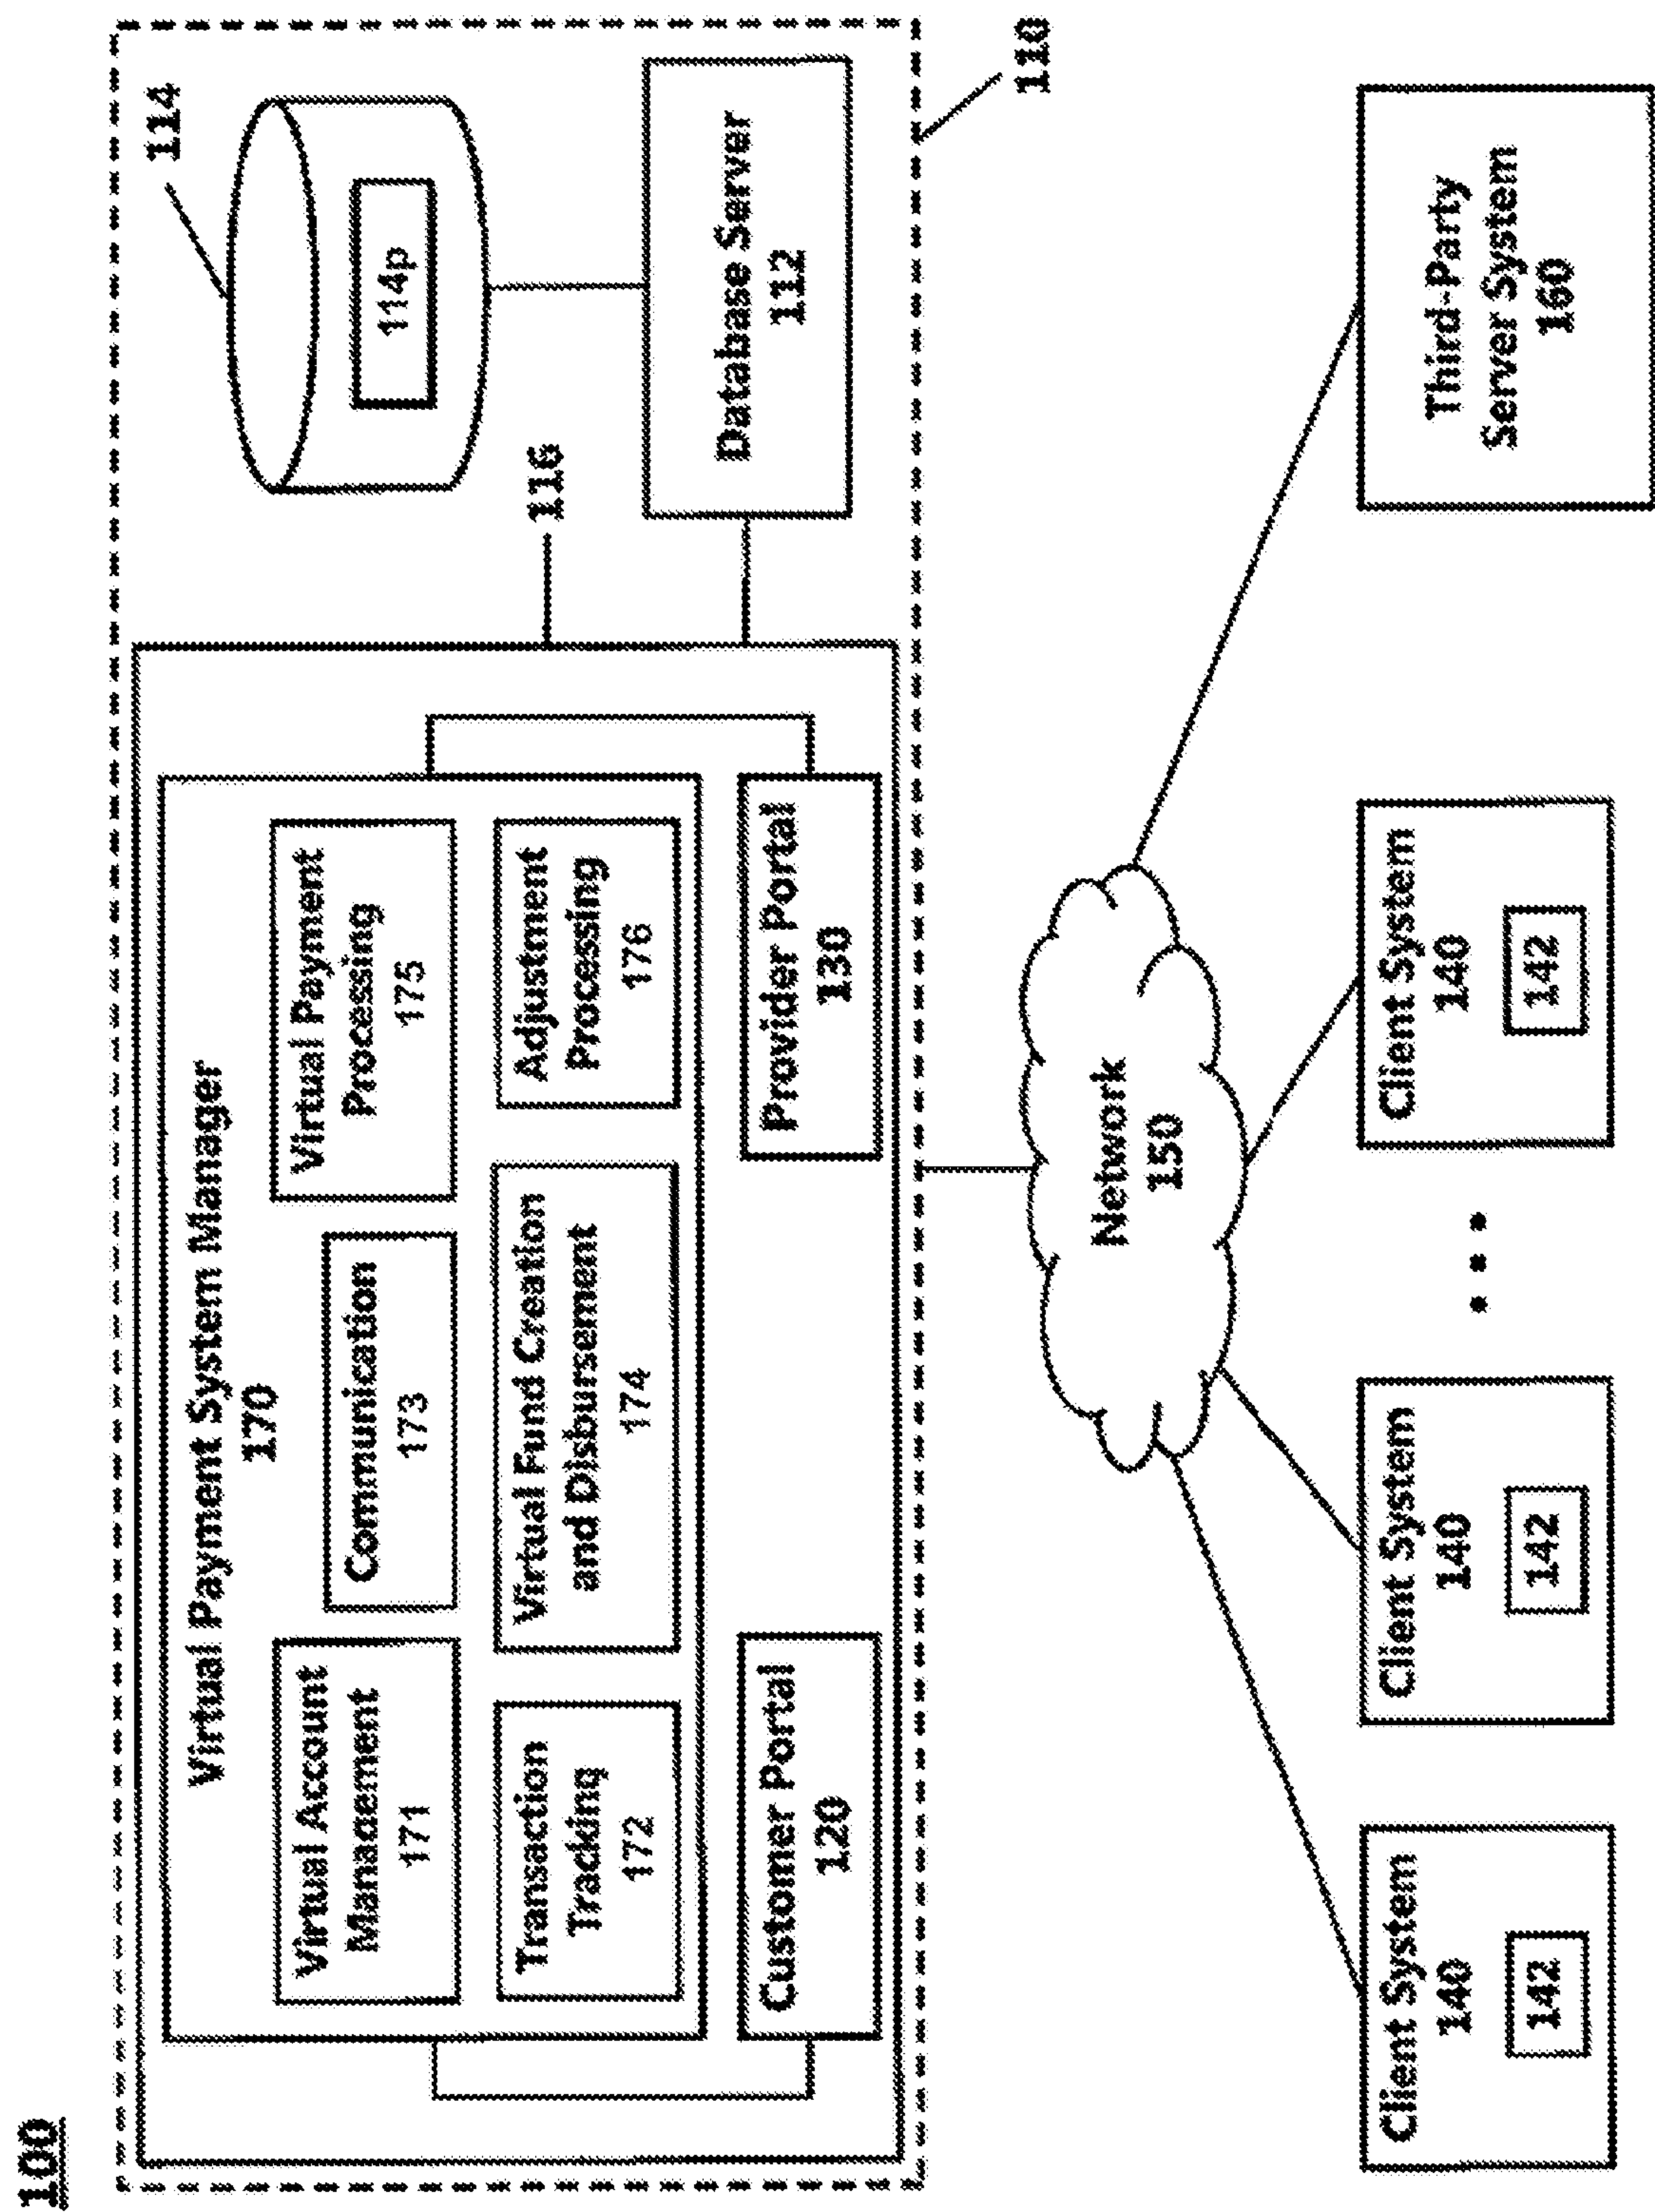 100
Virtual Payment System Manager
170
Virtual Account
Management
171
Communication
173
Virtual Payment
Processing
175
Transaction
Tracking
172
Virtual Fund Creation
and Disbursement
174
Adjustment
Processing
176
Customer Portal
120
Provider Portal
130
116
114
114p
Database Server
112
110
Network
150
Client System
140
142
Client System
140
142
Client System
140
142
Third-Party
Server System
160